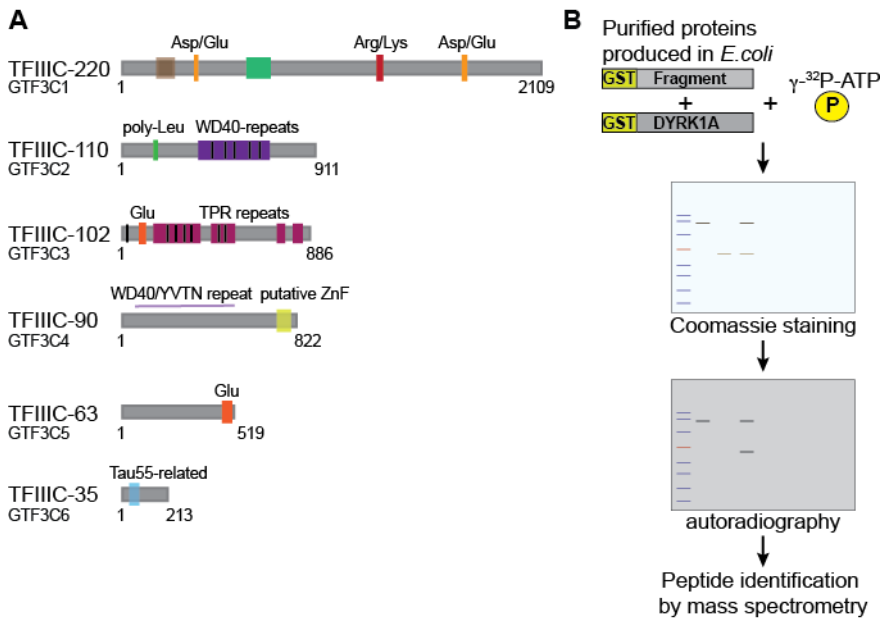 A
Asp/Glu Arg/Lys Asp/Glu
TFIIIC-220
GTF3C1
2109
poly-Leu WD40-repeats
TFIIIC-110
GTF3C2
1 911
Glu TPR repeats
TFIIIC-102
GTF3C3
1 886
WD40/YVTN repeat putative ZnF
TFIIIC-90
GTF3C4
1 822
Glu
TFIIIC-63
GTF3C5
1 519
Tau55-related
TFIIIC-35
GTF3C6
1 213
B
Purified proteins
produced in E.coli
GST Fragment
+
GST DYRK1A
+
γ-³²P-ATP
P
Coomassie staining
autoradiography
Peptide identification
by mass spectrometry